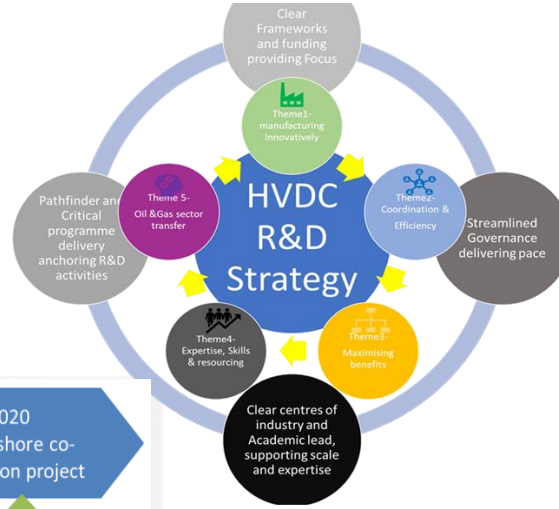 Clear
Frameworks
and funding
providing Focus
Theme1-
manufacturing
Innovatively
Theme 5-
Oil &Gas sector
transfer
HVDC
R&D
Strategy
Theme2-
Coordination &
Efficiency
Pathfinder and
Critical
programme
delivery
anchoring R&D
activities
Streamlined
Governance
delivering pace
Theme4-
Expertise, Skills
& resourcing
Theme3-
Maximising
benefits
Clear centres of
industry and
Academic lead,
supporting scale
and expertise
020
shore co-
on project